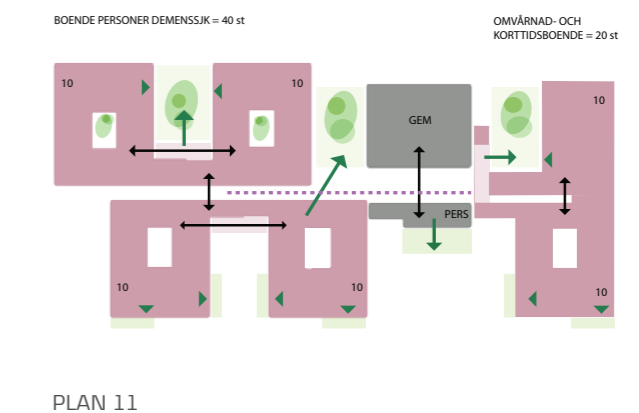 BOENDE PERSONER DEMENSSJK = 40 st
OMVÅRNAD- OCH
KORTTIDSBOENDE = 20 st
10
10
10
GEM
PERS
10
10
10
PLAN 11